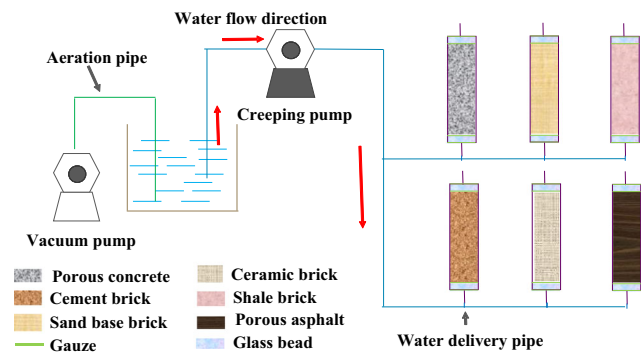 Water flow direction
Aeration pipe
Creeping pump
Vacuum pump
Porous concrete
Ceramic brick
Cement brick
Shale brick
Sand base brick
Porous asphalt
Gauze
Glass bead
Water delivery pipe